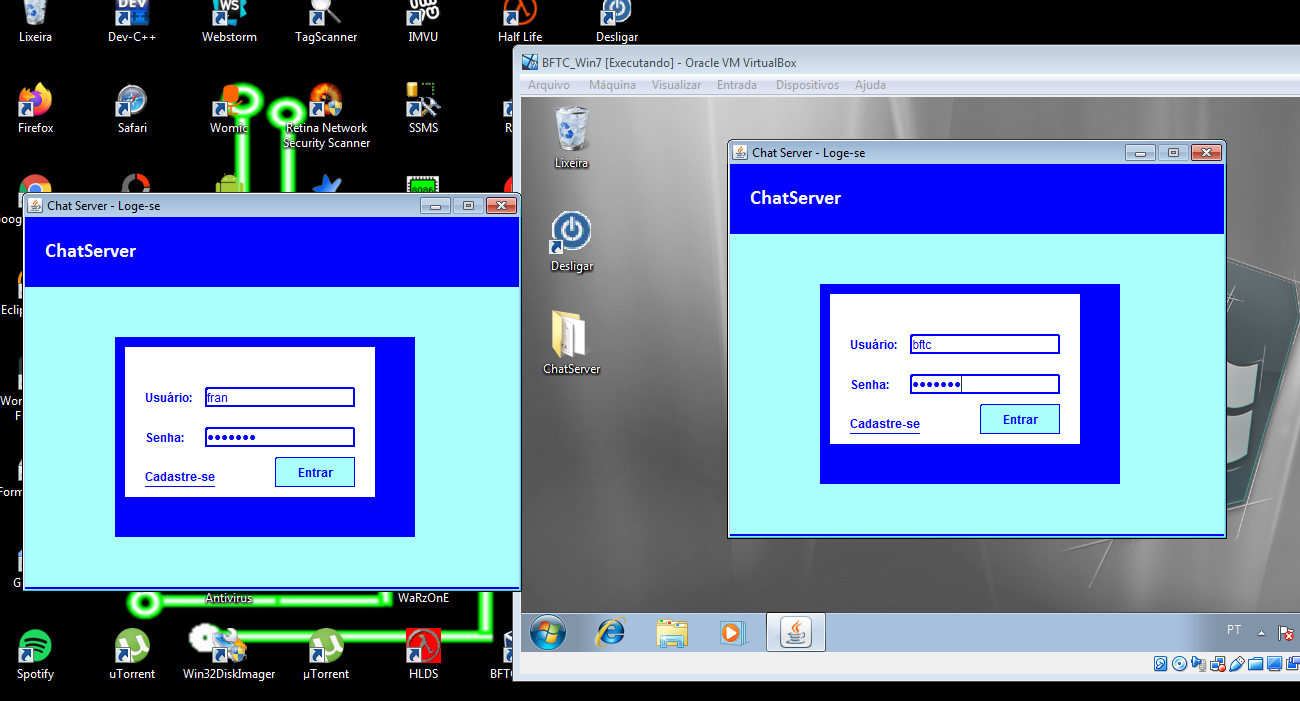 Lixeira
Dev-C++
Webstorm
TagScanner
IMVU
Half Life
Desligar
Firefox
Safari
Womic
Retina Network
Security Scanner
SSMS
Chat Server - Loge-se
ChatServer
Usuário:
fran
Senha:
•••••••
Cadastre-se
Entrar
Antivirus
WaRzOnE
Spotify
uTorrent
Win32DiskImager
µTorrent
HLDS
BFTC_Win7 [Executando] - Oracle VM VirtualBox
Arquivo
Máquina
Visualizar
Entrada
Dispositivos
Ajuda
Lixeira
Desligar
ChatServer
Chat Server - Loge-se
ChatServer
Usuário:
bftc
Senha:
•••••••
Cadastre-se
Entrar
PT